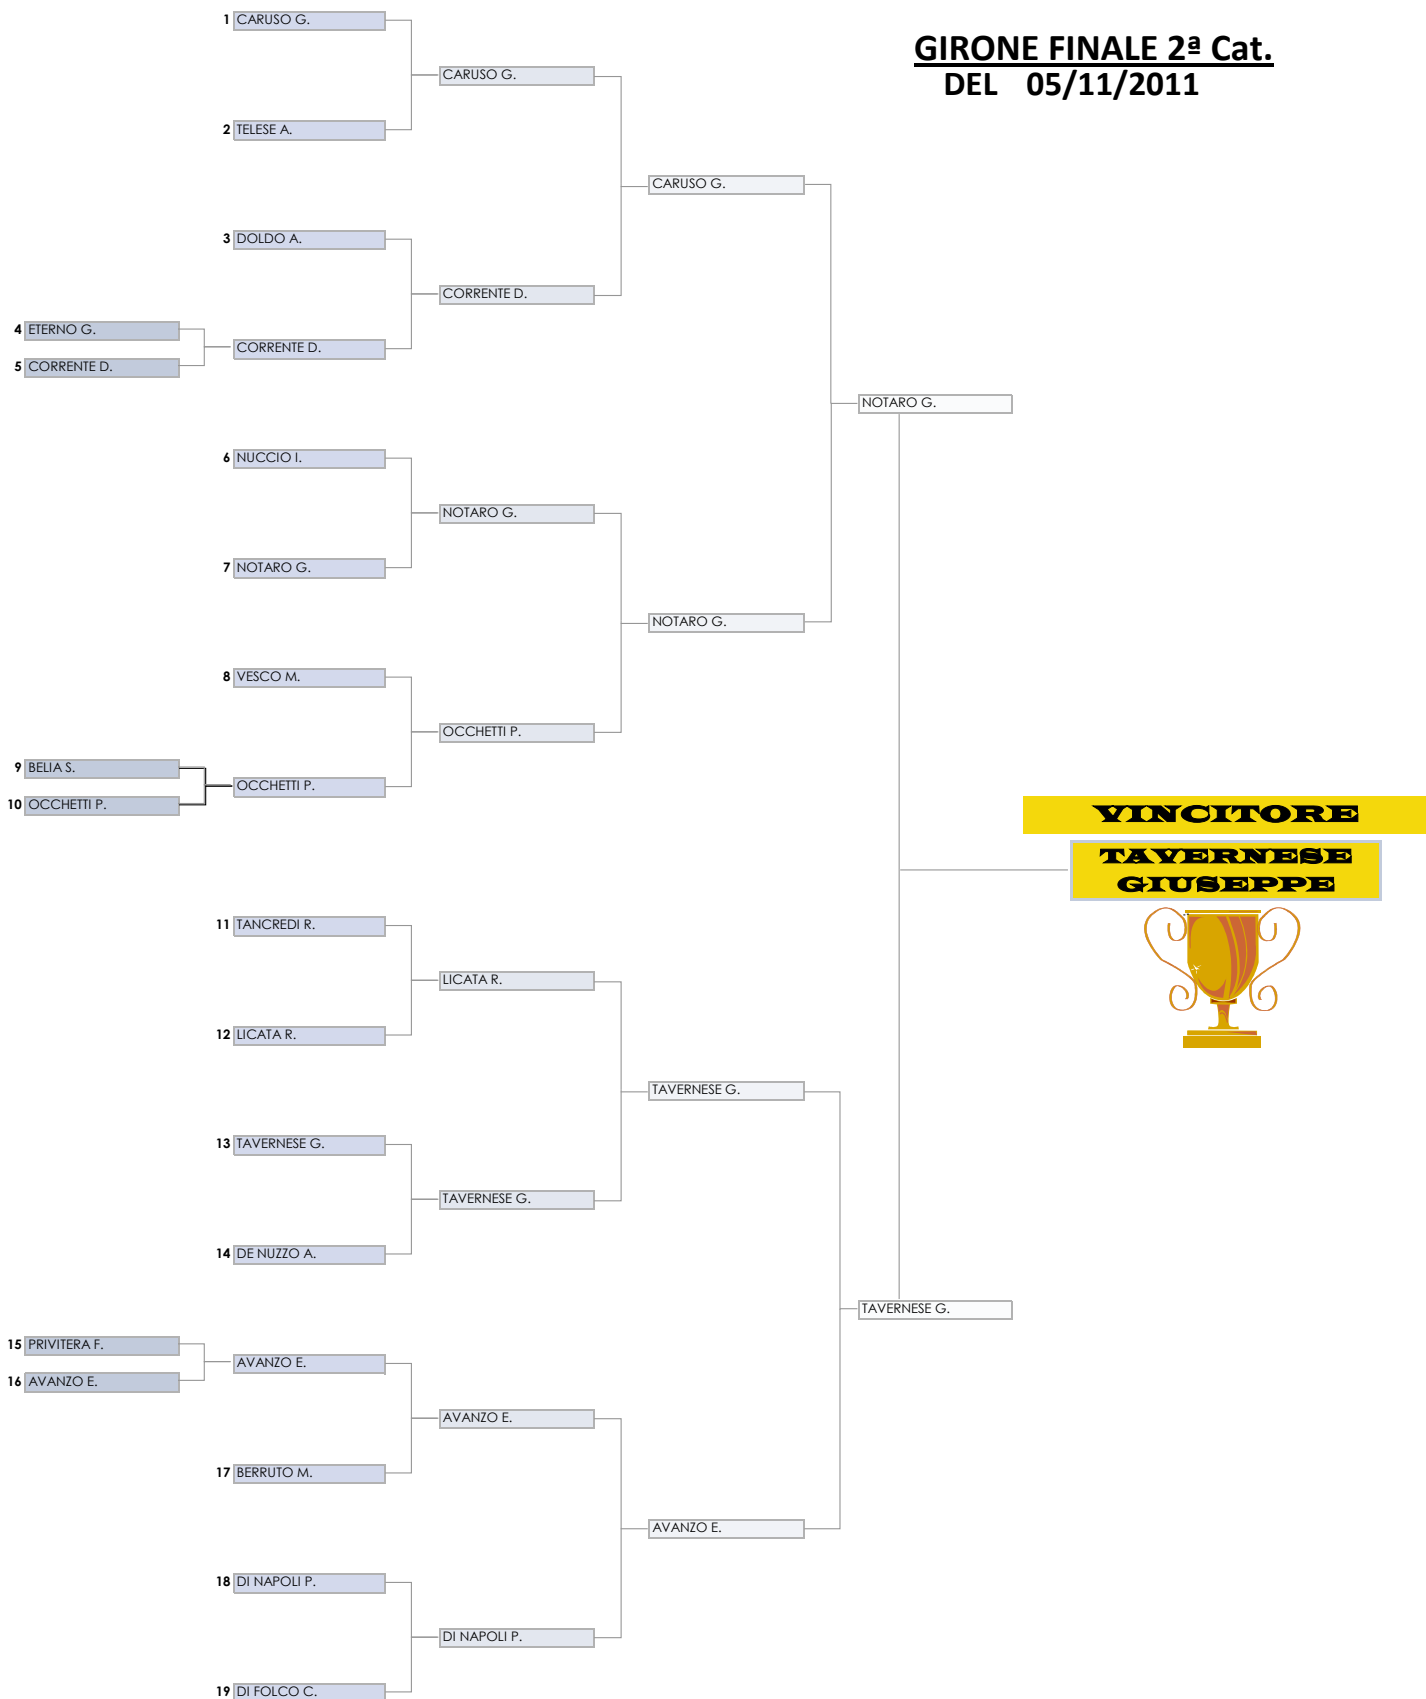 GIRONE FINALE 2ª Cat.
DEL 05/11/2011
1 CARUSO G.
CARUSO G.
2 TELESE A.
CARUSO G.
3 DOLDO A.
CORRENTE D.
4 ETERNO G.
CORRENTE D.
5 CORRENTE D.
NOTARO G.
6 NUCCIO I.
NOTARO G.
7 NOTARO G.
NOTARO G.
8 VESCO M.
OCCHETTI P.
9 BELIA S.
OCCHETTI P.
10 OCCHETTI P.
VINCITORE
TAVERNESE
GIUSEPPE
11 TANCREDI R.
LICATA R.
12 LICATA R.
TAVERNESE G.
13 TAVERNESE G.
TAVERNESE G.
14 DE NUZZO A.
TAVERNESE G.
15 PRIVITERA F.
AVANZO E.
16 AVANZO E.
AVANZO E.
17 BERRUTO M.
AVANZO E.
18 DI NAPOLI P.
DI NAPOLI P.
19 DI FOLCO C.